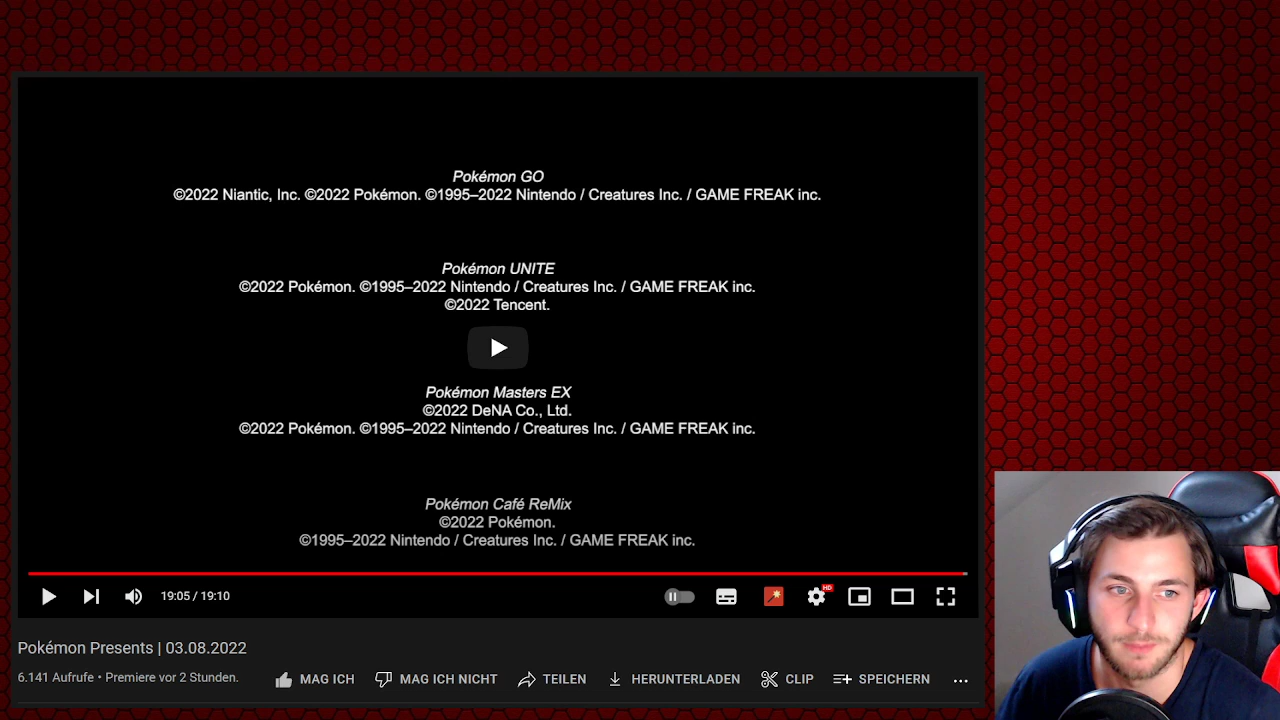 Pokémon GO
©2022 Niantic, Inc. ©2022 Pokémon. ©1995–2022 Nintendo / Creatures Inc. / GAME FREAK inc.
Pokémon UNITE
©2022 Pokémon. ©1995–2022 Nintendo / Creatures Inc. / GAME FREAK inc.
©2022 Tencent.
Pokémon Masters EX
©2022 DeNA Co., Ltd.
©2022 Pokémon. ©1995–2022 Nintendo / Creatures Inc. / GAME FREAK inc.
Pokémon Café ReMix
©2022 Pokémon.
©1995–2022 Nintendo / Creatures Inc. / GAME FREAK inc.
19:05 / 19:10 HD
Pokémon Presents | 03.08.2022
6.141 Aufrufe • Premiere vor 2 Stunden. MAG ICH MAG ICH NICHT TEILEN HERUNTERLADEN CLIP SPEICHERN